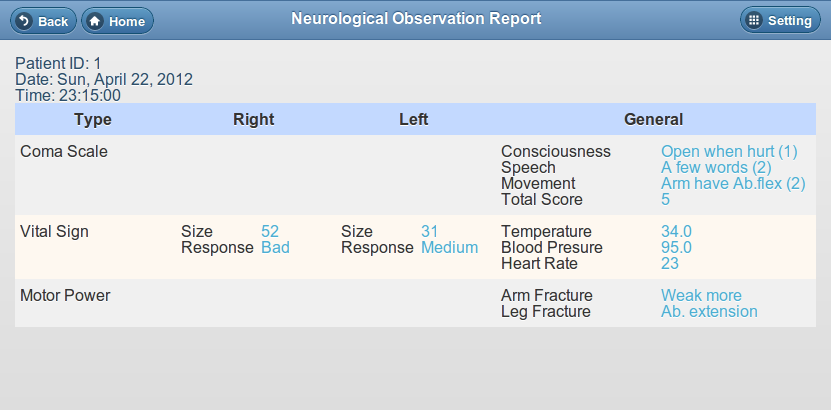 Back Home Neurological Observation Report Setting
Patient ID: 1
Date: Sun, April 22, 2012
Time: 23:15:00
Type Right Left General
Coma Scale Consciousness Open when hurt (1)
Speech A few words (2)
Movement Arm have Ab.flex (2)
Total Score 5
Vital Sign Size 52 Size 31 Temperature 34.0
Response Bad Response Medium Blood Presure 95.0
Heart Rate 23
Motor Power Arm Fracture Weak more
Leg Fracture Ab. extension